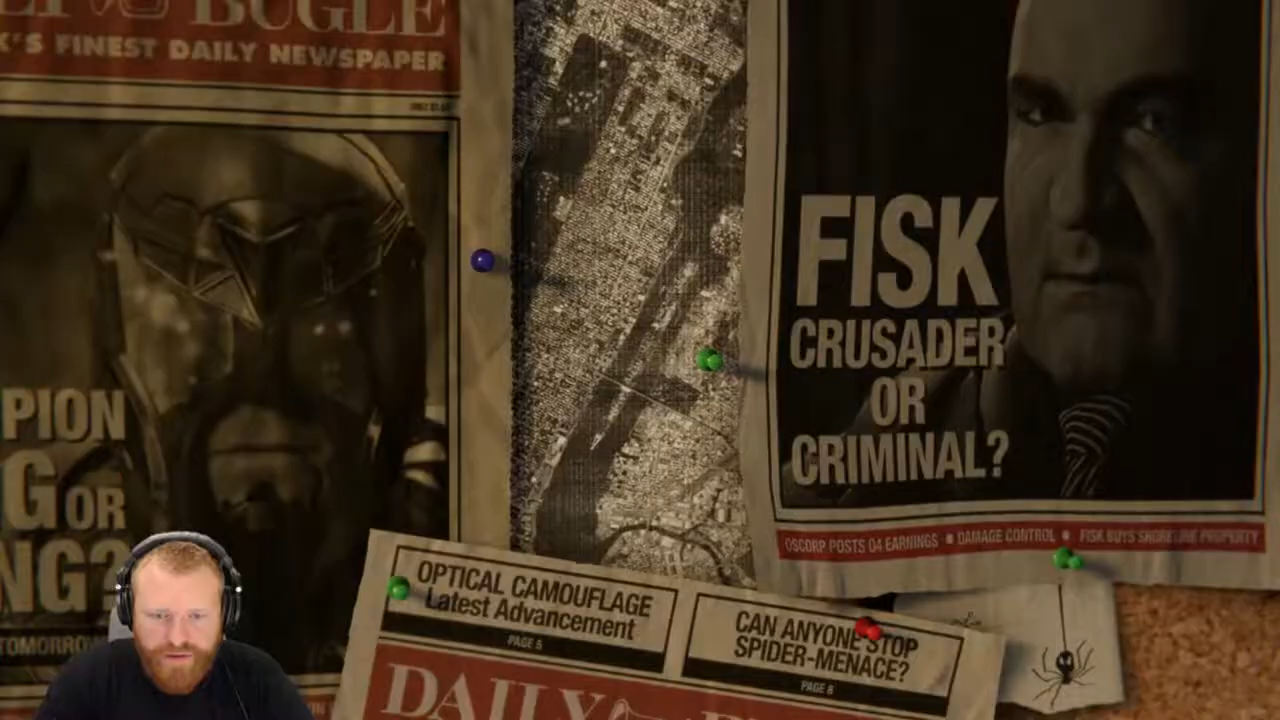 BUGLE
K'S FINEST DAILY NEWSPAPER
PION
G OR
NG?
TOMORROW
FISK
CRUSADER
OR
CRIMINAL?
OSCORP POSTS Q4 EARNINGS • DAMAGE CONTROL • FISK BUYS SHORELINE PROPERTY
OPTICAL CAMOUFLAGE
Latest Advancement
PAGE 5
CAN ANYONE STOP
SPIDER-MENACE?
PAGE 8
DAILY